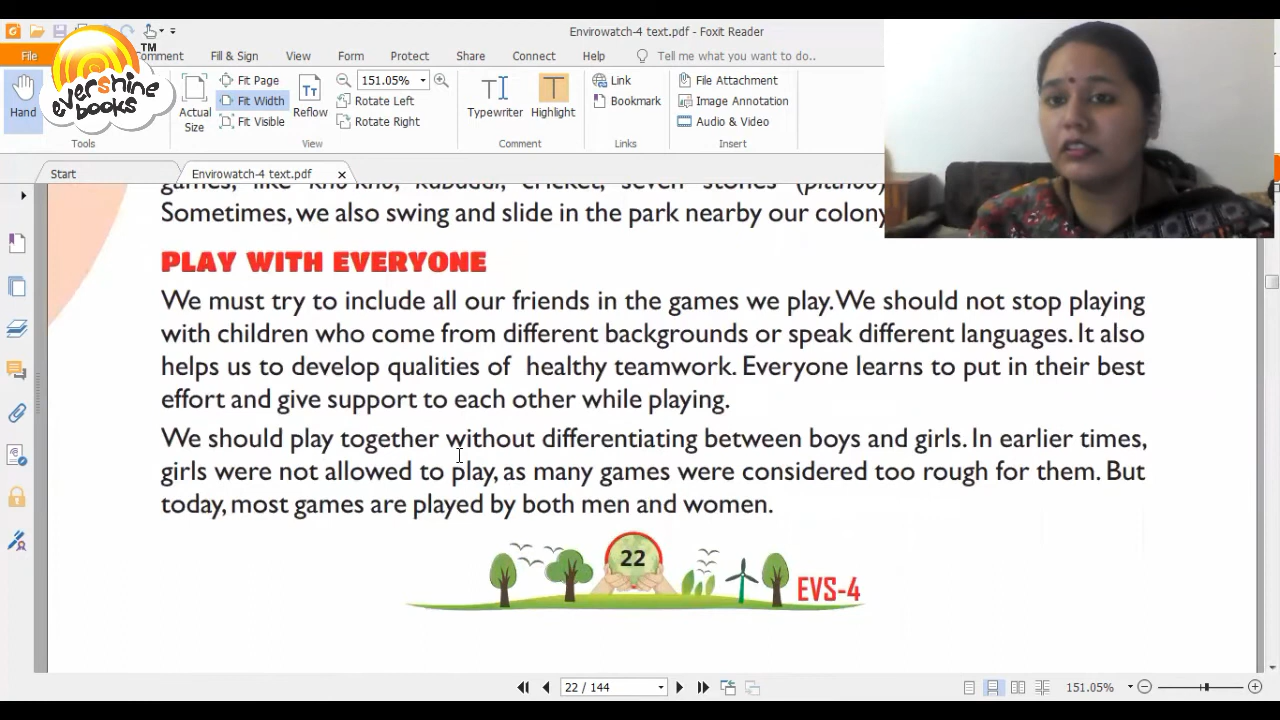 Envirowatch-4 text.pdf - Foxit Reader
File
Comment
Fill & Sign
View
Form
Protect
Share
Connect
Help
Tell me what you want to do..
TM
evershine
books
Hand
Tools
Actual
Size
Fit Page
Fit Width
Fit Visible
Reflow
151.05%
Rotate Left
Rotate Right
View
Typewriter
Highlight
Comment
Link
Bookmark
Links
File Attachment
Image Annotation
Audio & Video
Insert
Start
Envirowatch-4 text.pdf
games, like kho-kho, kabaddi, cricket, seven stones (pitthoo)
Sometimes, we also swing and slide in the park nearby our colony
PLAY WITH EVERYONE
We must try to include all our friends in the games we play. We should not stop playing
with children who come from different backgrounds or speak different languages. It also
helps us to develop qualities of healthy teamwork. Everyone learns to put in their best
effort and give support to each other while playing.
We should play together without differentiating between boys and girls. In earlier times,
girls were not allowed to play, as many games were considered too rough for them. But
today, most games are played by both men and women.
22
EVS-4
22 / 144
151.05%